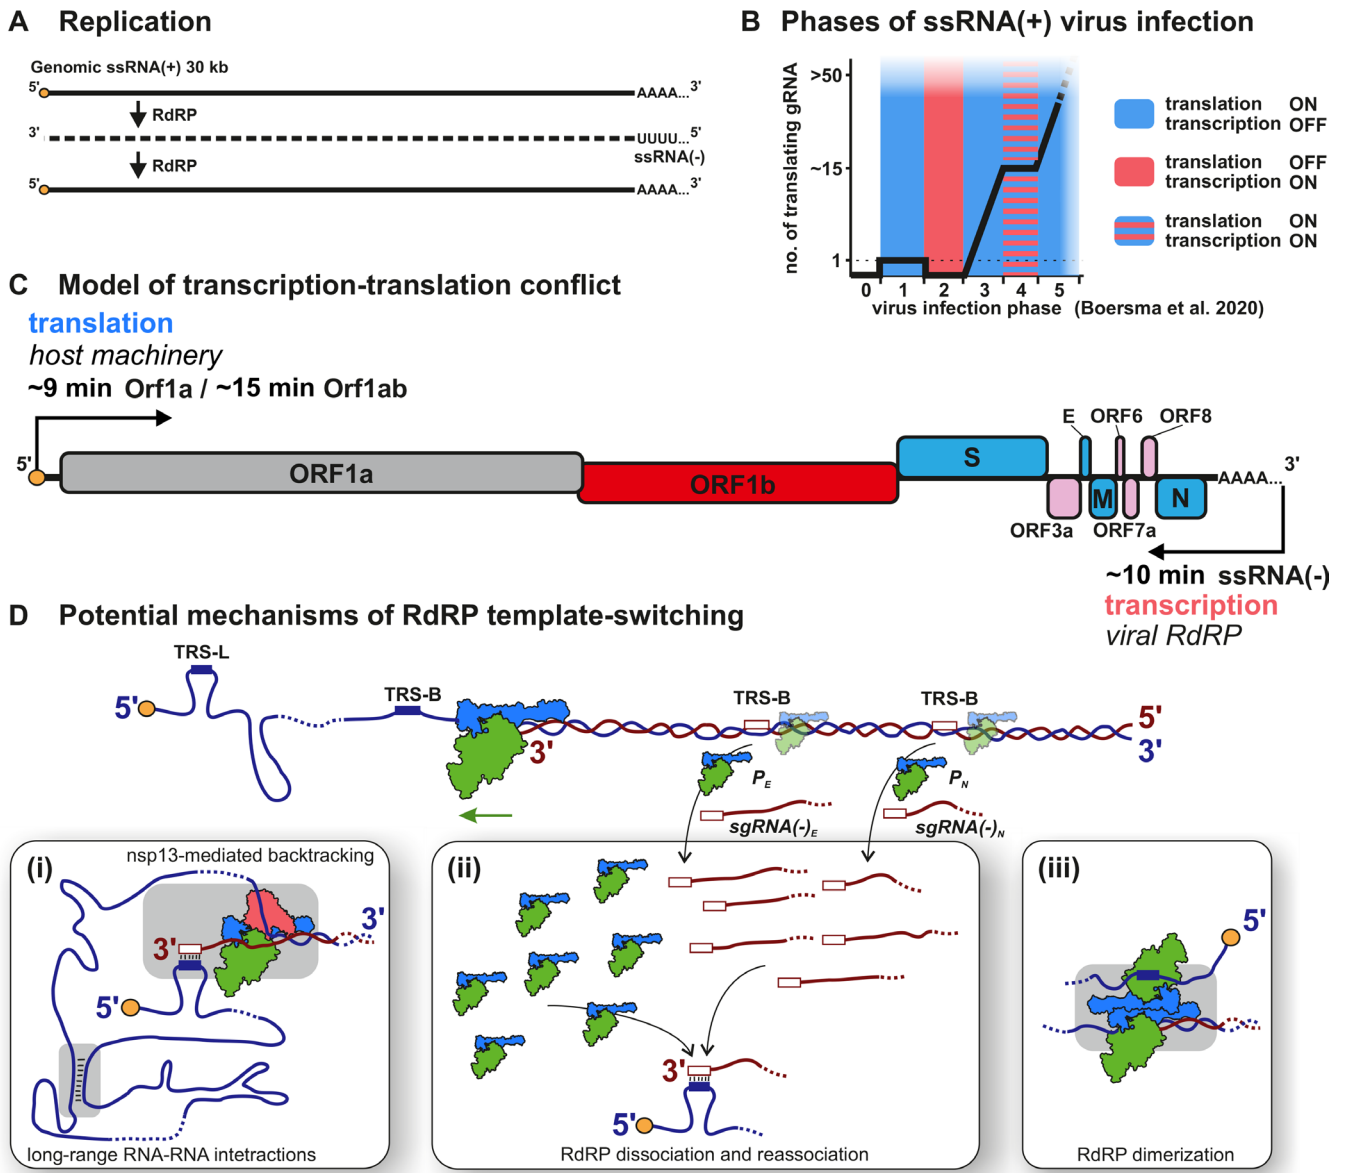 A Replication
Genomic ssRNA(+) 30 kb
5' AAAA... 3'
RdRP
3' UUUU... 5'
ssRNA(-)
RdRP
5' AAAA... 3'
B Phases of ssRNA(+) virus infection
no. of translating gRNA
>50
~15
1
0 1 2 3 4 5
virus infection phase (Boersma et al. 2020)
translation ON
transcription OFF
translation OFF
transcription ON
translation ON
transcription ON
C Model of transcription-translation conflict
translation
host machinery
~9 min Orf1a / ~15 min Orf1ab
5'
ORF1a
ORF1b
S
E ORF6 ORF8
M
N
ORF3a ORF7a
AAAA... 3'
~10 min ssRNA(-)
transcription
viral RdRP
D Potential mechanisms of RdRP template-switching
TRS-L
TRS-B
TRS-B
TRS-B
5'
3'
5'
3'
PE
PN
sgRNA(-)E
sgRNA(-)N
(i)
nsp13-mediated backtracking
3'
3'
5'
long-range RNA-RNA intetractions
(ii)
3'
5'
RdRP dissociation and reassociation
(iii)
5'
RdRP dimerization